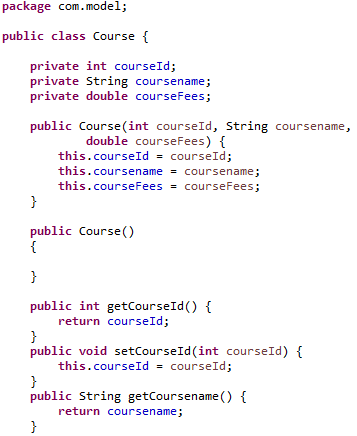 package com.model;
public class Course {
private int courseId;
private String coursename;
private double courseFees;
public Course(int courseId, String coursename,
double courseFees) {
this.courseId = courseId;
this.coursename = coursename;
this.courseFees = courseFees;
}
public Course()
{
}
public int getCourseId() {
return courseId;
}
public void setCourseId(int courseId) {
this.courseId = courseId;
}
public String getCoursename() {
return coursename;
}